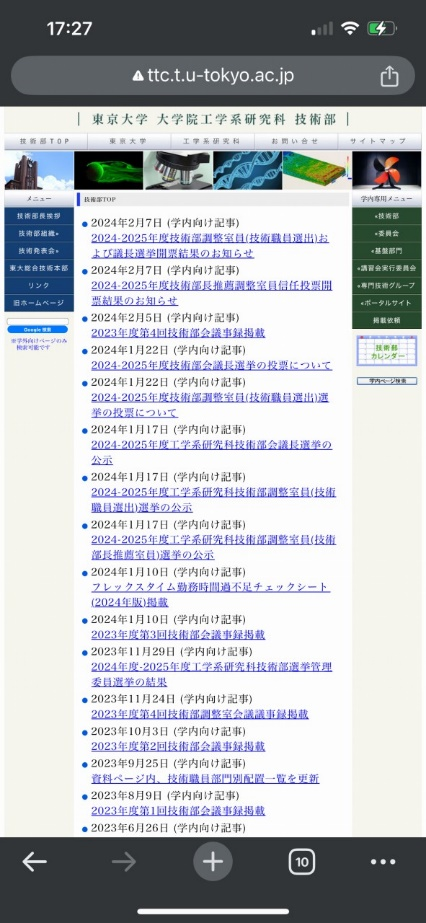 17:27
ttc.t.u-tokyo.ac.jp
| 東京大学 大学院工学系研究科 技術部 |
技術部TOP 東京大学 工学系研究科 お問い合せ サイトマップ
メニュー
技術部長挨拶
技術部組織»
技術発表会»
東大総合技術本部
リンク
旧ホームページ
Google 検索
※学外向けページのみ
検索可能です
技術部TOP
2024年2月7日 (学内向け記事)
2024-2025年度技術部調整室員(技術職員選出)お
よび議長選挙開票結果のお知らせ
2024年2月7日 (学内向け記事)
2024-2025年度技術部長推薦調整室員信任投票開
票結果のお知らせ
2024年2月5日 (学内向け記事)
2023年度第4回技術部会議事録掲載
2024年1月22日 (学内向け記事)
2024-2025年度技術部会議長選挙の投票について
2024年1月22日 (学内向け記事)
2024-2025年度技術部調整室員(技術職員選出)選
挙の投票について
2024年1月17日 (学内向け記事)
2024-2025年度工学系研究科技術部会議長選挙の
公示
2024年1月17日 (学内向け記事)
2024-2025年度工学系研究科技術部調整室員(技術
職員選出)選挙の公示
2024年1月17日 (学内向け記事)
2024-2025年度工学系研究科技術部調整室員(技術
部長推薦室員)選挙の公示
2024年1月10日 (学内向け記事)
フレックスタイム勤務時間過不足チェックシート
(2024年版)掲載
2024年1月10日 (学内向け記事)
2023年度第3回技術部会議事録掲載
2023年11月29日 (学内向け記事)
2024年度-2025年度工学系研究科技術部選挙管理
委員選挙の結果
2023年11月24日 (学内向け記事)
2023年度第4回技術部調整室会議議事録掲載
2023年10月3日 (学内向け記事)
2023年度第2回技術部会議事録掲載
2023年9月25日 (学内向け記事)
資料ページ内、技術職員部門別配置一覧を更新
2023年8月9日 (学内向け記事)
2023年度第1回技術部会議事録掲載
2023年6月26日 (学内向け記事)
学内専用メニュー
«技術部
«委員会
«基盤部門
«講習会実行委員会
«専門技術グループ
«ポータルサイト
掲載依頼
技術部
カレンダー
学内ページ検索
10